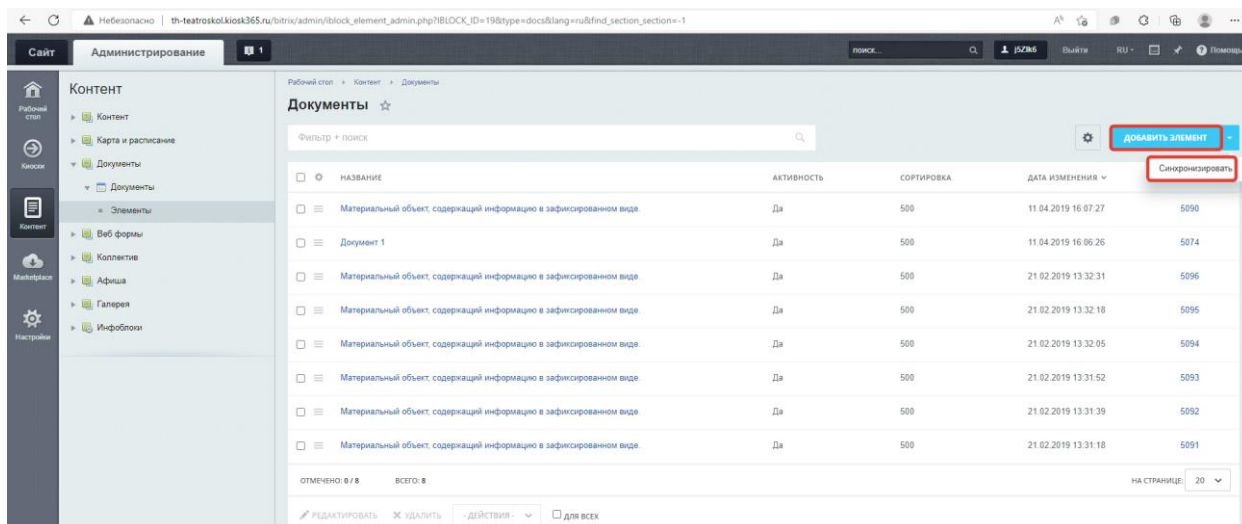 Небезопасно | th-teatroskol.kiosk365.ru/bitrix/admin/iblock_element_admin.php?IBLOCK_ID=19&type=docs&lang=ru&find_section_section=-1
Сайт Администрирование 1 поиск... j5ZIk6 Выйти RU Помощь
Рабочий стол
Киоски
Контент
Marketplace
Настройки
Контент
Контент
Карта и расписание
Документы
Документы
Элементы
Веб формы
Коллектив
Афиша
Галерея
Инфоблоки
Рабочий стол Контент Документы
Документы
Фильтр + поиск ДОБАВИТЬ ЭЛЕМЕНТ
Синхронизировать
НАЗВАНИЕ АКТИВНОСТЬ СОРТИРОВКА ДАТА ИЗМЕНЕНИЯ
Материальный объект, содержащий информацию в зафиксированном виде. Да 500 11.04.2019 16:07:27 5090
Документ 1 Да 500 11.04.2019 16:06:26 5074
Материальный объект, содержащий информацию в зафиксированном виде. Да 500 21.02.2019 13:32:31 5096
Материальный объект, содержащий информацию в зафиксированном виде. Да 500 21.02.2019 13:32:18 5095
Материальный объект, содержащий информацию в зафиксированном виде. Да 500 21.02.2019 13:32:05 5094
Материальный объект, содержащий информацию в зафиксированном виде. Да 500 21.02.2019 13:31:52 5093
Материальный объект, содержащий информацию в зафиксированном виде. Да 500 21.02.2019 13:31:39 5092
Материальный объект, содержащий информацию в зафиксированном виде. Да 500 21.02.2019 13:31:18 5091
ОТМЕЧЕНО: 0 / 8 ВСЕГО: 8 НА СТРАНИЦЕ: 20
РЕДАКТИРОВАТЬ УДАЛИТЬ - ДЕЙСТВИЯ - ДЛЯ ВСЕХ